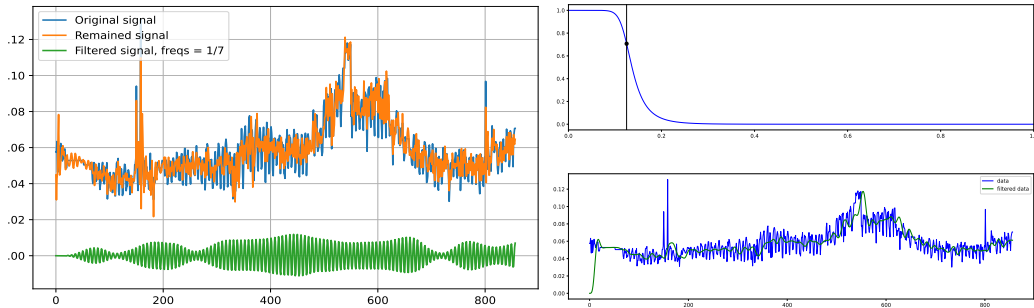 Original signal
Remained signal
Filtered signal, freqs = 1/7
.12
.10
.08
.06
.04
.02
.00
0 200 400 600 800
1.0
0.8
0.6
0.4
0.2
0.0
0.0 0.2 0.4 0.6 0.8 1.
data
filtered data
0.12
0.10
0.08
0.06
0.04
0.02
0.00
0 200 400 600 800